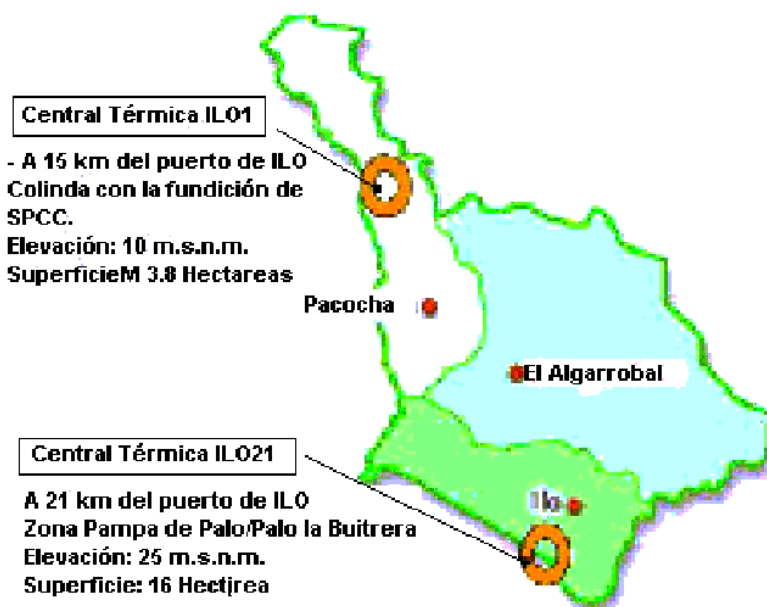 Central Térmica ILO1
- A 15 km del puerto de ILO
Colinda con la fundición de
SPCC.
Elevación: 10 m.s.n.m.
SuperficieM 3.8 Hectareas
Pacocha
El Algarrobal
Central Térmica ILO21
A 21 km del puerto de ILO
Zona Pampa de Palo/Palo la Buitrera
Elevación: 25 m.s.n.m.
Superficie: 16 Hectįrea
Ilo